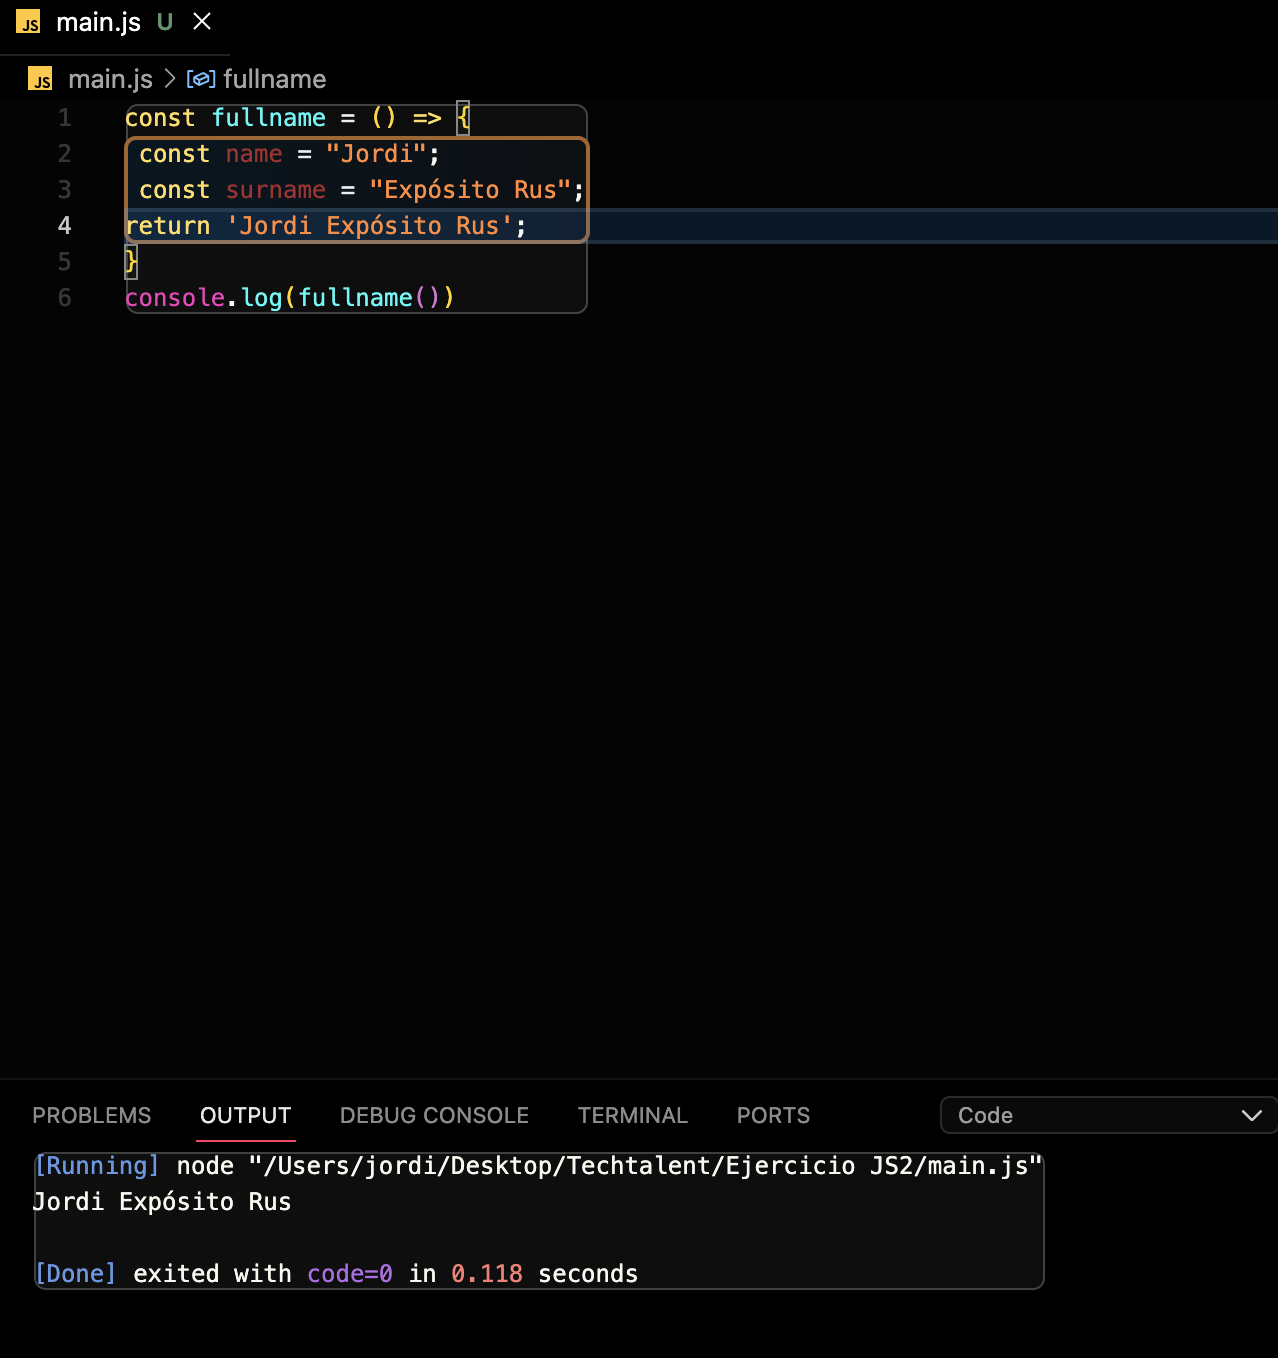 JS main.js U
JS main.js > fullname
1 const fullname = () => {
2 const name = "Jordi";
3 const surname = "Expósito Rus";
4 return 'Jordi Expósito Rus';
5 }
6 console.log(fullname())
PROBLEMS OUTPUT DEBUG CONSOLE TERMINAL PORTS Code
[Running] node "/Users/jordi/Desktop/Techtalent/Ejercicio JS2/main.js"
Jordi Expósito Rus
[Done] exited with code=0 in 0.118 seconds